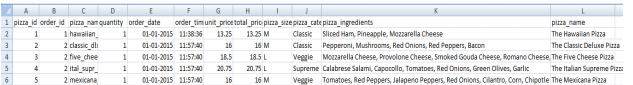 A B C D E F G H I J K L
1 pizza_id order_id pizza_nam quantity order_date order_tim unit_price total_pric pizza_size pizza_cate pizza_ingredients pizza_name
2 1 1 hawaiian_ 1 01-01-2015 11:38:36 13.25 13.25 M Classic Sliced Ham, Pineapple, Mozzarella Cheese The Hawaiian Pizza
3 2 2 classic_dl 1 01-01-2015 11:57:40 16 16 M Classic Pepperoni, Mushrooms, Red Onions, Red Peppers, Bacon The Classic Deluxe Pizza
4 3 2 five_chee 1 01-01-2015 11:57:40 18.5 18.5 L Veggie Mozzarella Cheese, Provolone Cheese, Smoked Gouda Cheese, Romano Cheese, The Five Cheese Pizza
5 4 2 ital_supr_ 1 01-01-2015 11:57:40 20.75 20.75 L Supreme Calabrese Salami, Capocollo, Tomatoes, Red Onions, Green Olives, Garlic The Italian Supreme Pizza
6 5 2 mexicana_ 1 01-01-2015 11:57:40 16 16 M Veggie Tomatoes, Red Peppers, Jalapeno Peppers, Red Onions, Cilantro, Corn, Chipotle The Mexicana Pizza